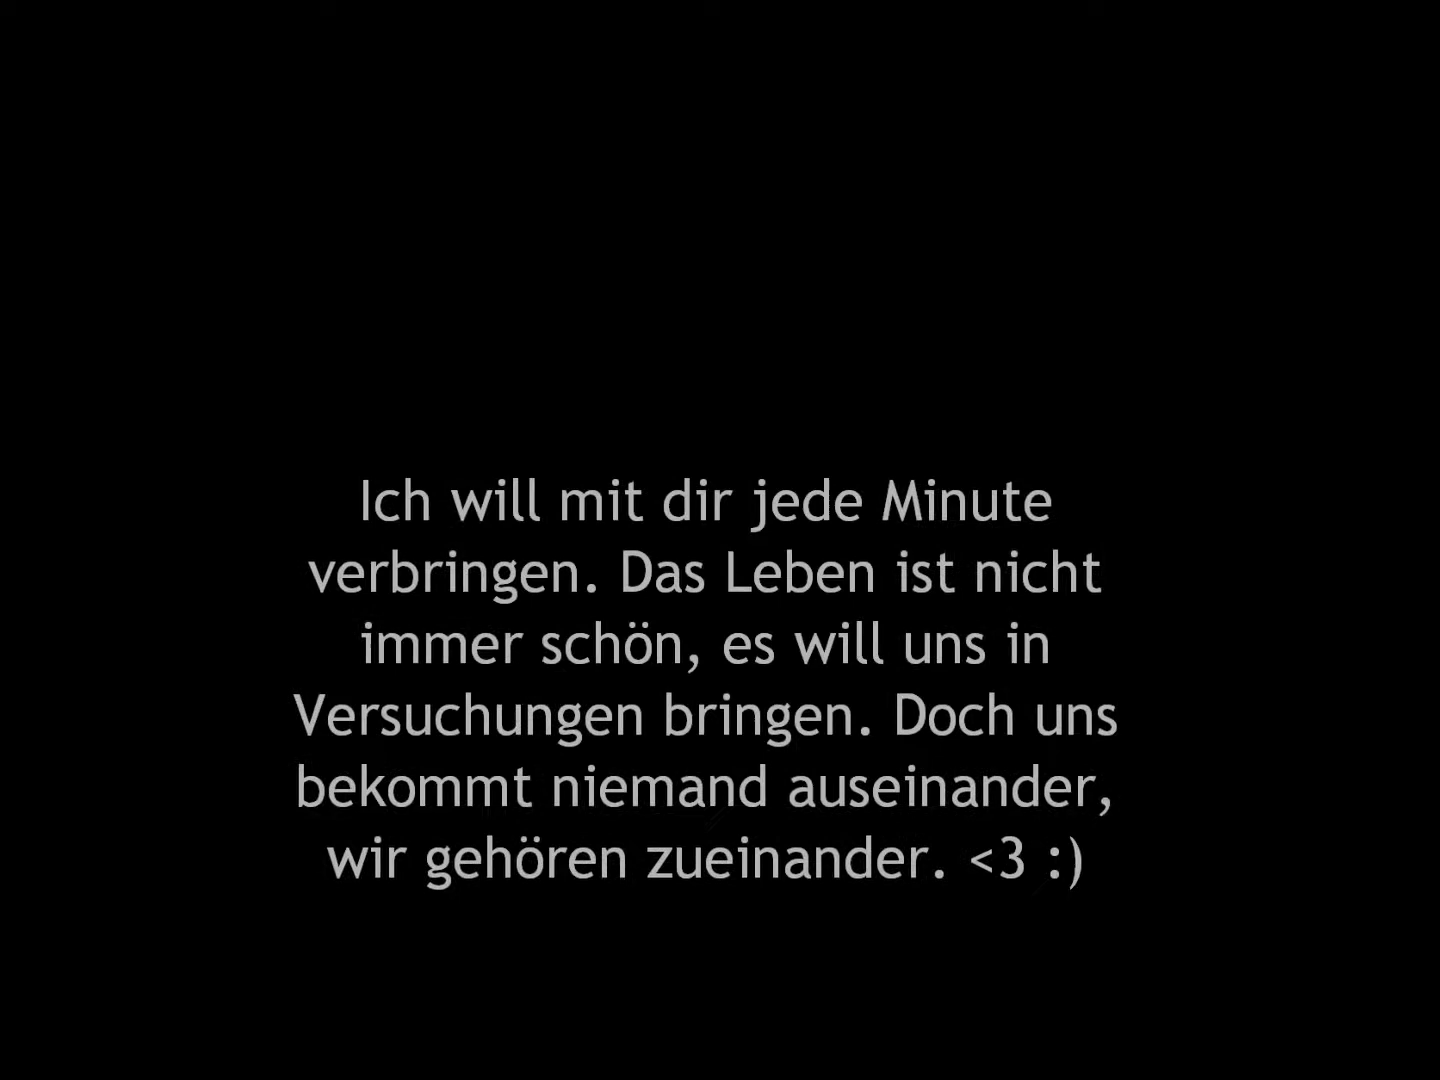 Ich will mit dir jede Minute
verbringen. Das Leben ist nicht
immer schön, es will uns in
Versuchungen bringen. Doch uns
bekommt niemand auseinander,
wir gehören zueinander. <3 :)